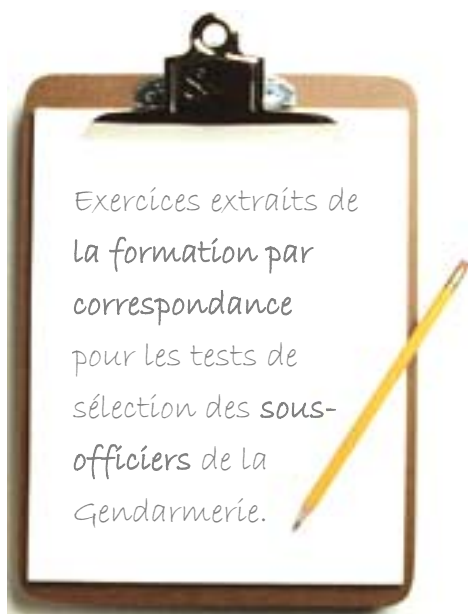 Exercices extraits de
la formation par
correspondance
pour les tests de
sélection des sous-
officiers de la
Gendarmerie.